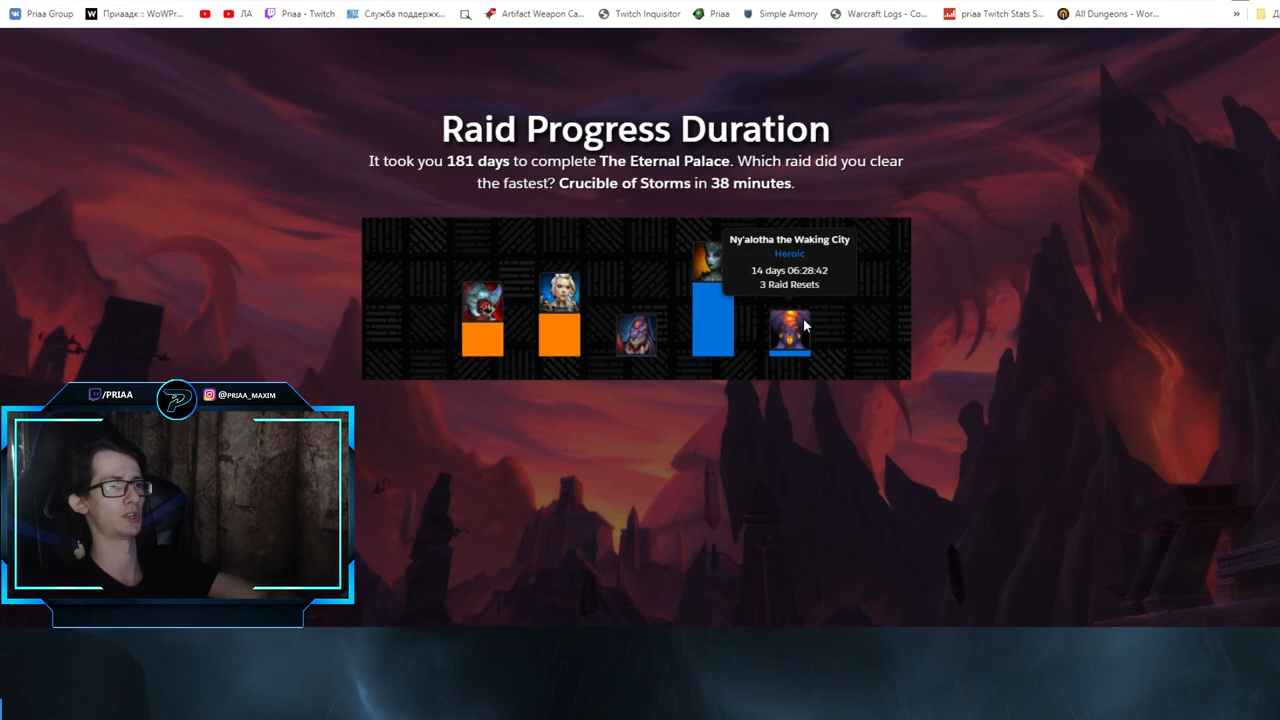 Priaa Group
W Прмаадк :: WoWPr...
ЛА
Priaa - Twitch
Служба поддержк...
Artifact Weapon Ca...
Twitch Inquisitor
Priaa
Simple Armory
Warcraft Logs - Co...
priaa Twitch Stats S...
All Dungeons - Wor...
»
Raid Progress Duration
It took you 181 days to complete The Eternal Palace. Which raid did you clear
the fastest? Crucible of Storms in 38 minutes.
Ny'alotha the Waking City
Heroic
14 days 06:28:42
3 Raid Resets
/PRIAA
@PRIAA_MAXIM